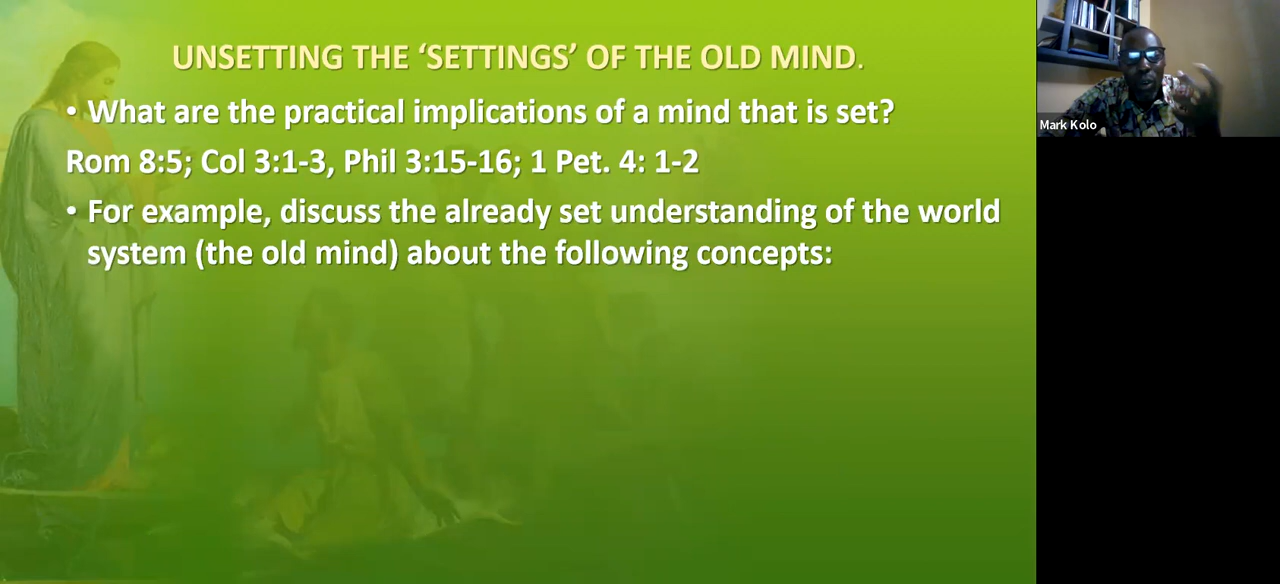 UNSETTING THE ‘SETTINGS’ OF THE OLD MIND.
• What are the practical implications of a mind that is set?
Rom 8:5; Col 3:1-3, Phil 3:15-16; 1 Pet. 4: 1-2
• For example, discuss the already set understanding of the world
system (the old mind) about the following concepts:
Mark Kolo